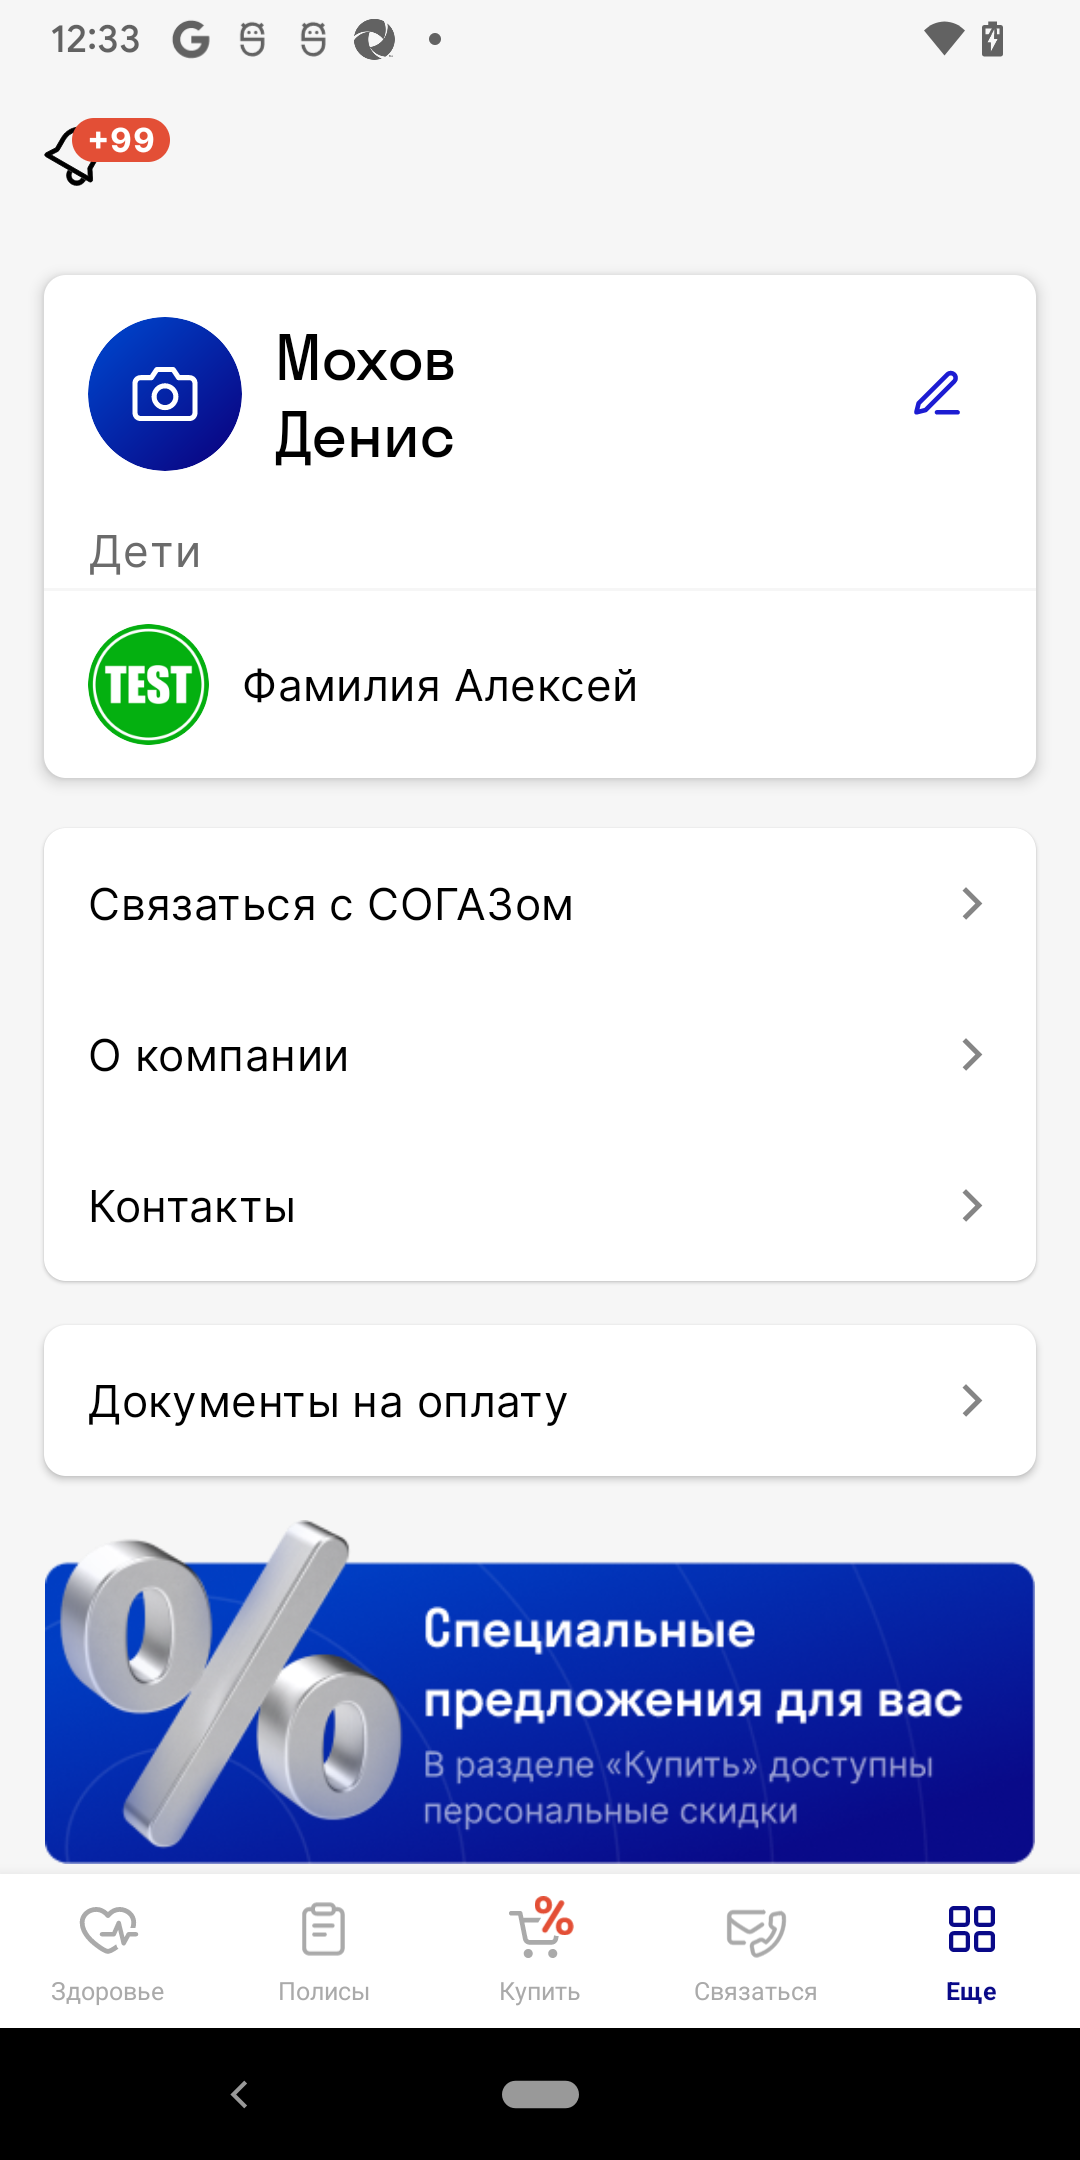 12:33
+99
Мохов
Денис
Дети
TEST
Фамилия Алексей
Связаться с СОГАЗом
О компании
Контакты
Документы на оплату
%
Специальные
предложения для вас
В разделе «Купить» доступны
персональные скидки
%
Здоровье
Полисы
Купить
Связаться
Еще